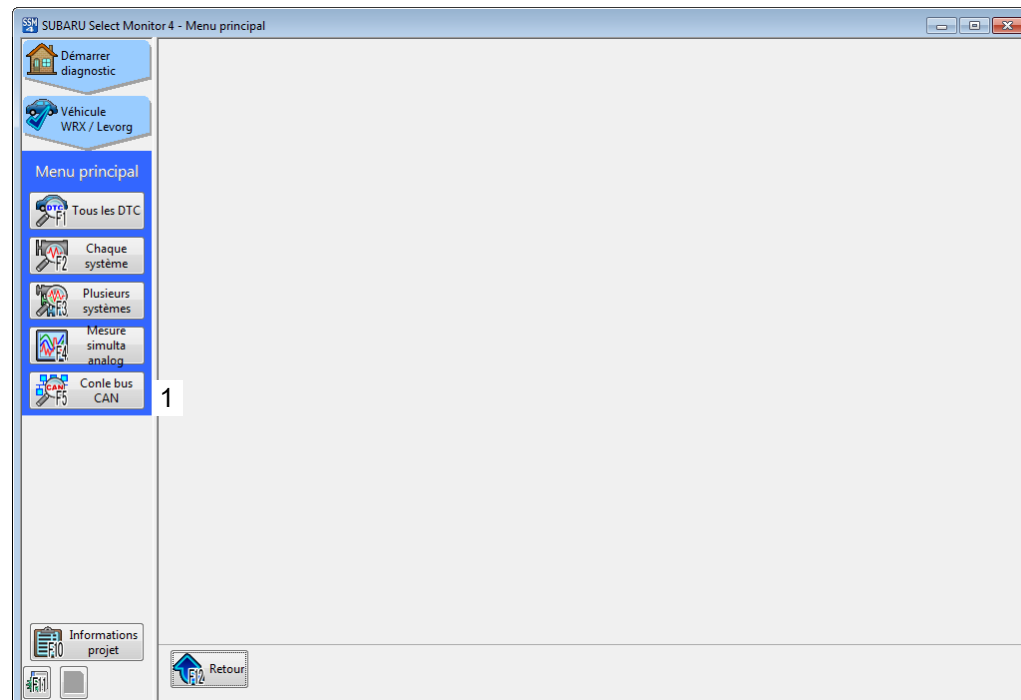 SSM
4
SUBARU Select Monitor 4 - Menu principal
Démarrer
diagnostic
Véhicule
WRX / Levorg
Menu principal
DTC
F1
Tous les DTC
F2
Chaque
système
F3
Plusieurs
systèmes
F4
Mesure
simulta
analog
CAN
F5
Conle bus
CAN
1
F10
Informations
projet
F11
F12
Retour